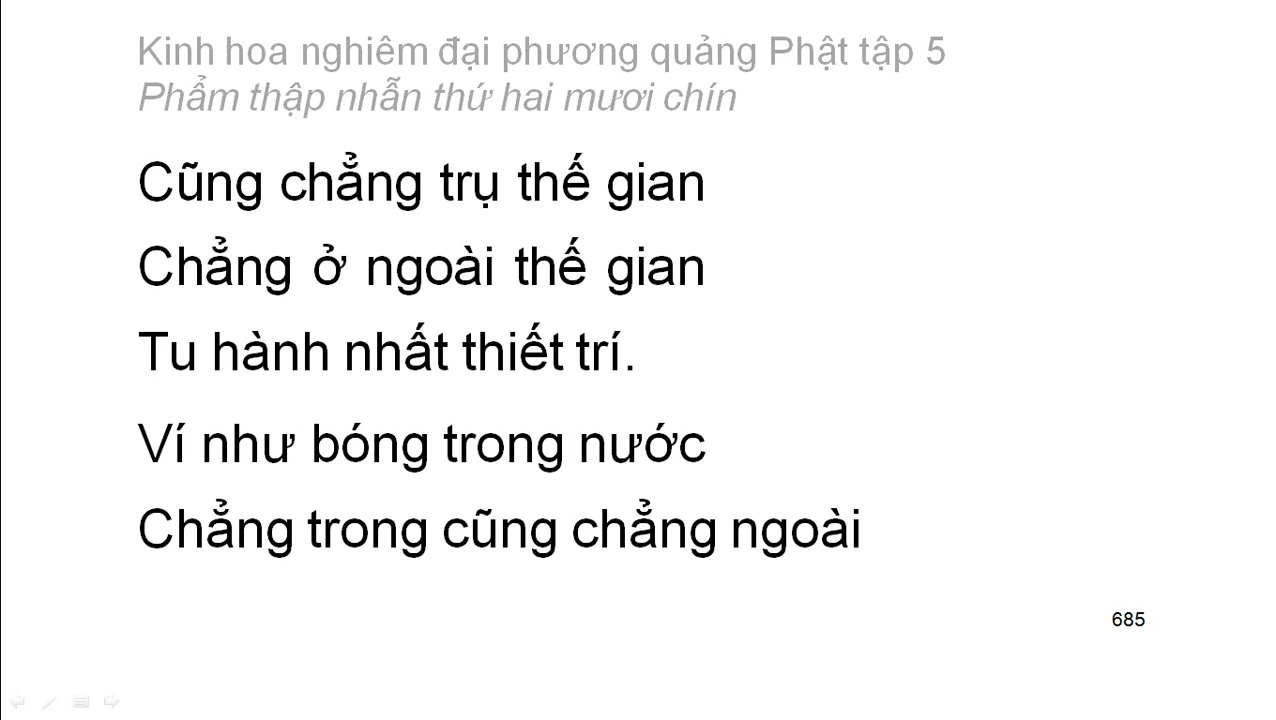 Kinh hoa nghiêm đại phương quảng Phật tập 5
Phẩm thập nhẫn thứ hai mươi chín
Cũng chẳng trụ thế gian
Chẳng ở ngoài thế gian
Tu hành nhất thiết trí.
Ví như bóng trong nước
Chẳng trong cũng chẳng ngoài
685